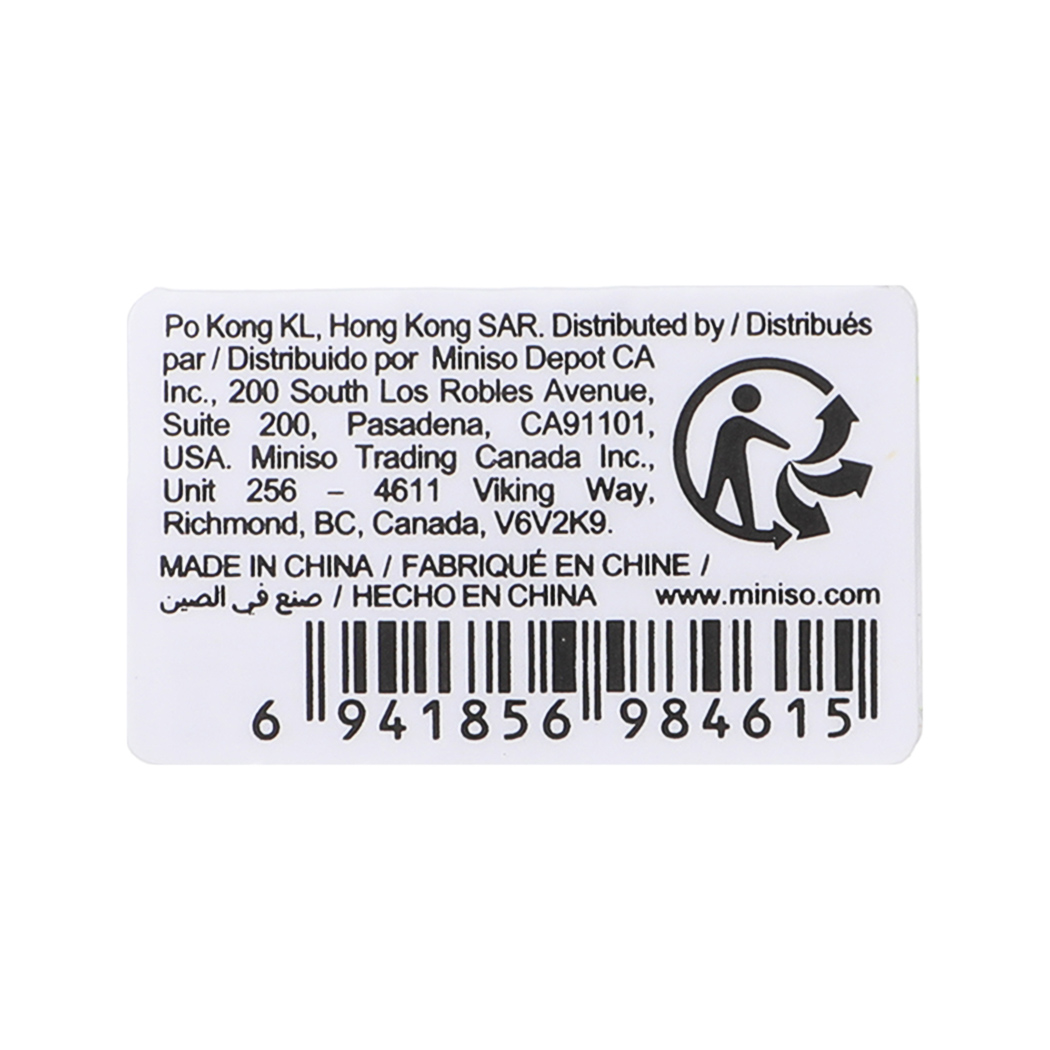 Po Kong KL, Hong Kong SAR. Distributed by / Distribués
par / Distribuido por Miniso Depot CA
Inc., 200 South Los Robles Avenue,
Suite 200, Pasadena, CA91101,
USA. Miniso Trading Canada Inc.,
Unit 256 – 4611 Viking Way,
Richmond, BC, Canada, V6V2K9.
MADE IN CHINA / FABRIQUÉ EN CHINE /
صنع في الصين / HECHO EN CHINA www.miniso.com
6 941856 984615